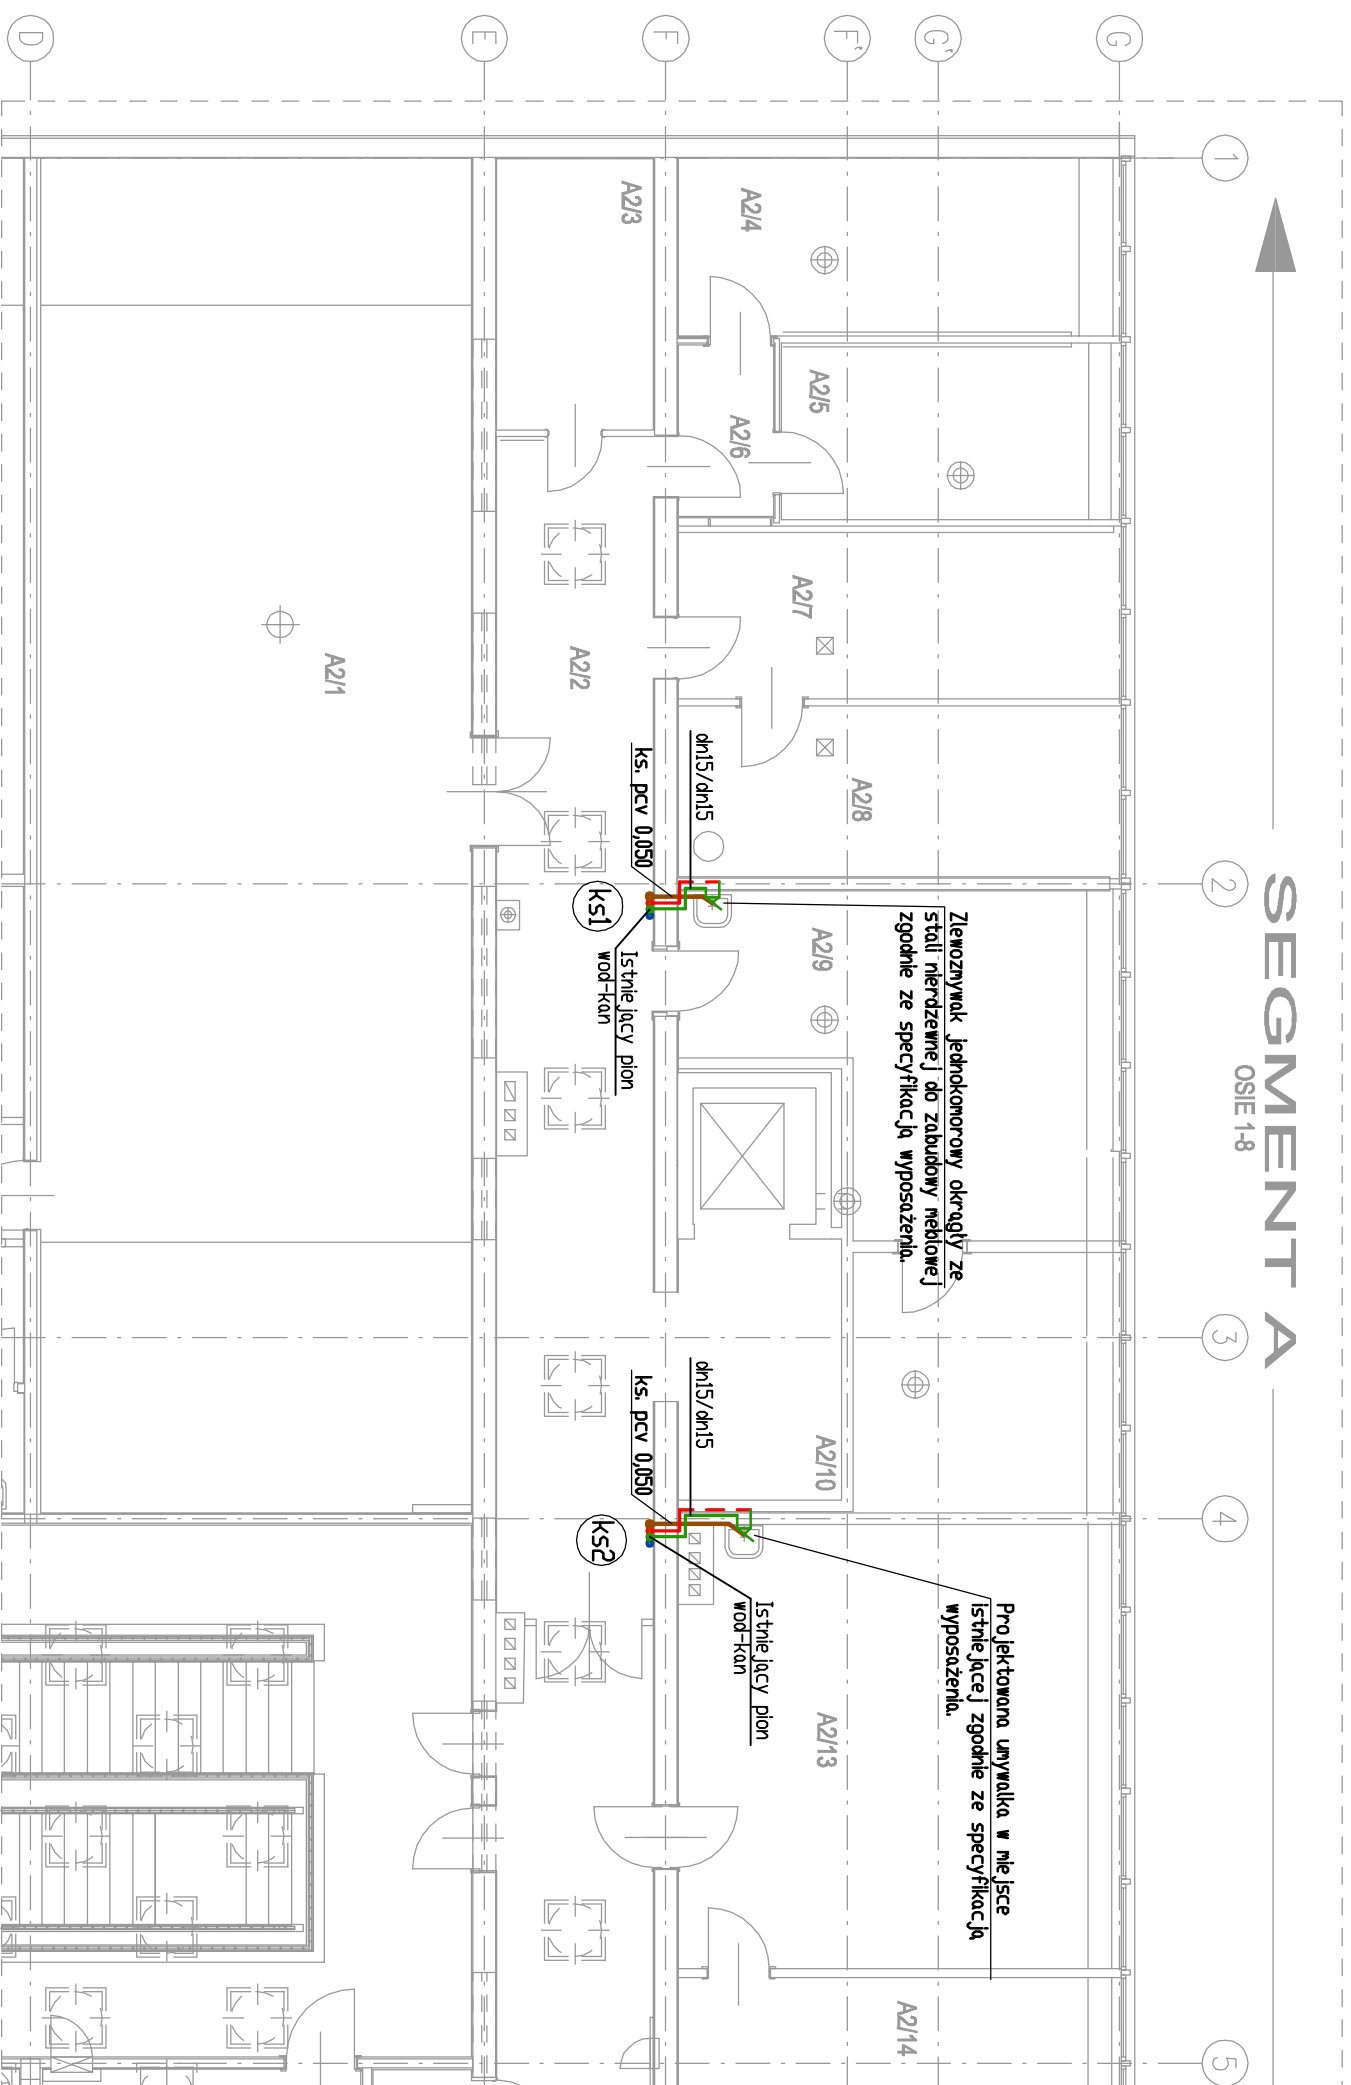 SEGMENT A
OSIE 1-8
G
G'
F'
F
E
D
1
2
3
4
5
A2/4
A2/3
A2/5
A2/6
A2/7
A2/2
A2/1
A2/8
dn15/dn15
ks. pcv 0,050
ks1
Istniejący pion
wod-kan
A2/9
Zlewozmywak jednokomorowy okrągły ze
stali nierdzewnej do zabudowy meblowej
zgodnie ze specyfikacją wyposażenia.
A2/10
dn15/dn15
ks. pcv 0,050
ks2
Istniejący pion
wod-kan
Projektowana umywalka w miejsce
istniejącej zgodnie ze specyfikacją
wyposażenia.
A2/13
A2/14